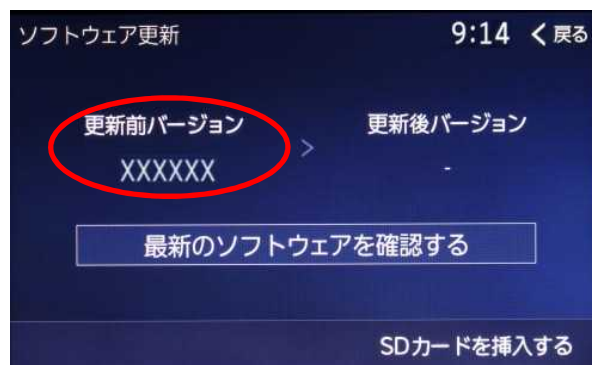 ソフトウェア更新 9:14 く戻る
更新前バージョン 更新後バージョン
XXXXXX > -
最新のソフトウェアを確認する
SDカードを挿入する